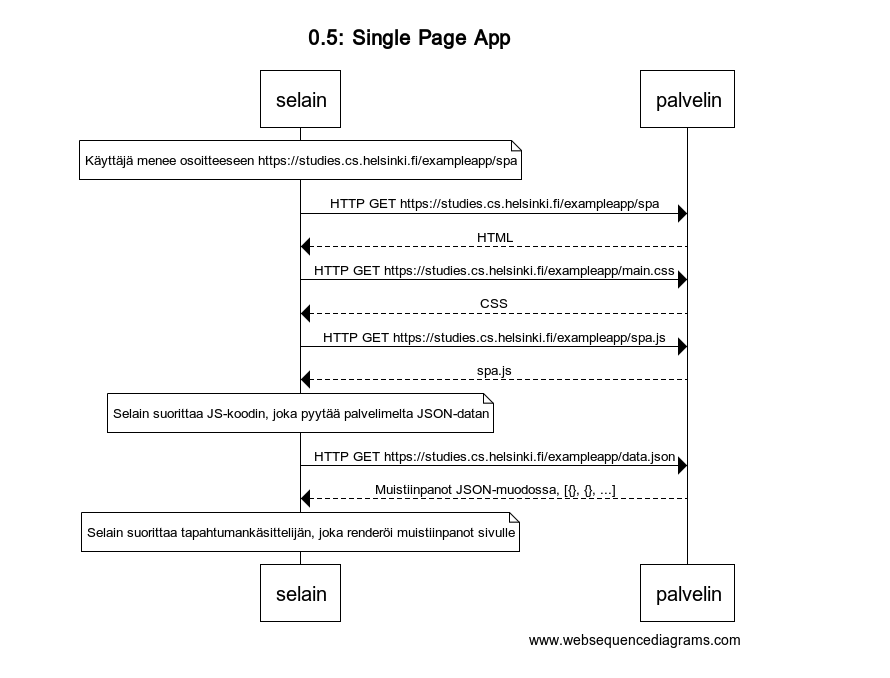 0.5: Single Page App
selain
palvelin
Käyttäjä menee osoitteeseen https://studies.cs.helsinki.fi/exampleapp/spa
HTTP GET https://studies.cs.helsinki.fi/exampleapp/spa
HTML
HTTP GET https://studies.cs.helsinki.fi/exampleapp/main.css
CSS
HTTP GET https://studies.cs.helsinki.fi/exampleapp/spa.js
spa.js
Selain suorittaa JS-koodin, joka pyytää palvelimelta JSON-datan
HTTP GET https://studies.cs.helsinki.fi/exampleapp/data.json
Muistiinpanot JSON-muodossa, [{}, {}, ...]
Selain suorittaa tapahtumankäsittelijän, joka renderöi muistiinpanot sivulle
selain
palvelin
www.websequencediagrams.com